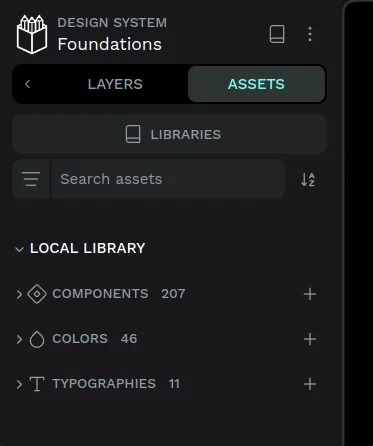 DESIGN SYSTEM
Foundations
LAYERS ASSETS
LIBRARIES
Search assets
LOCAL LIBRARY
COMPONENTS 207
COLORS 46
TYPOGRAPHIES 11